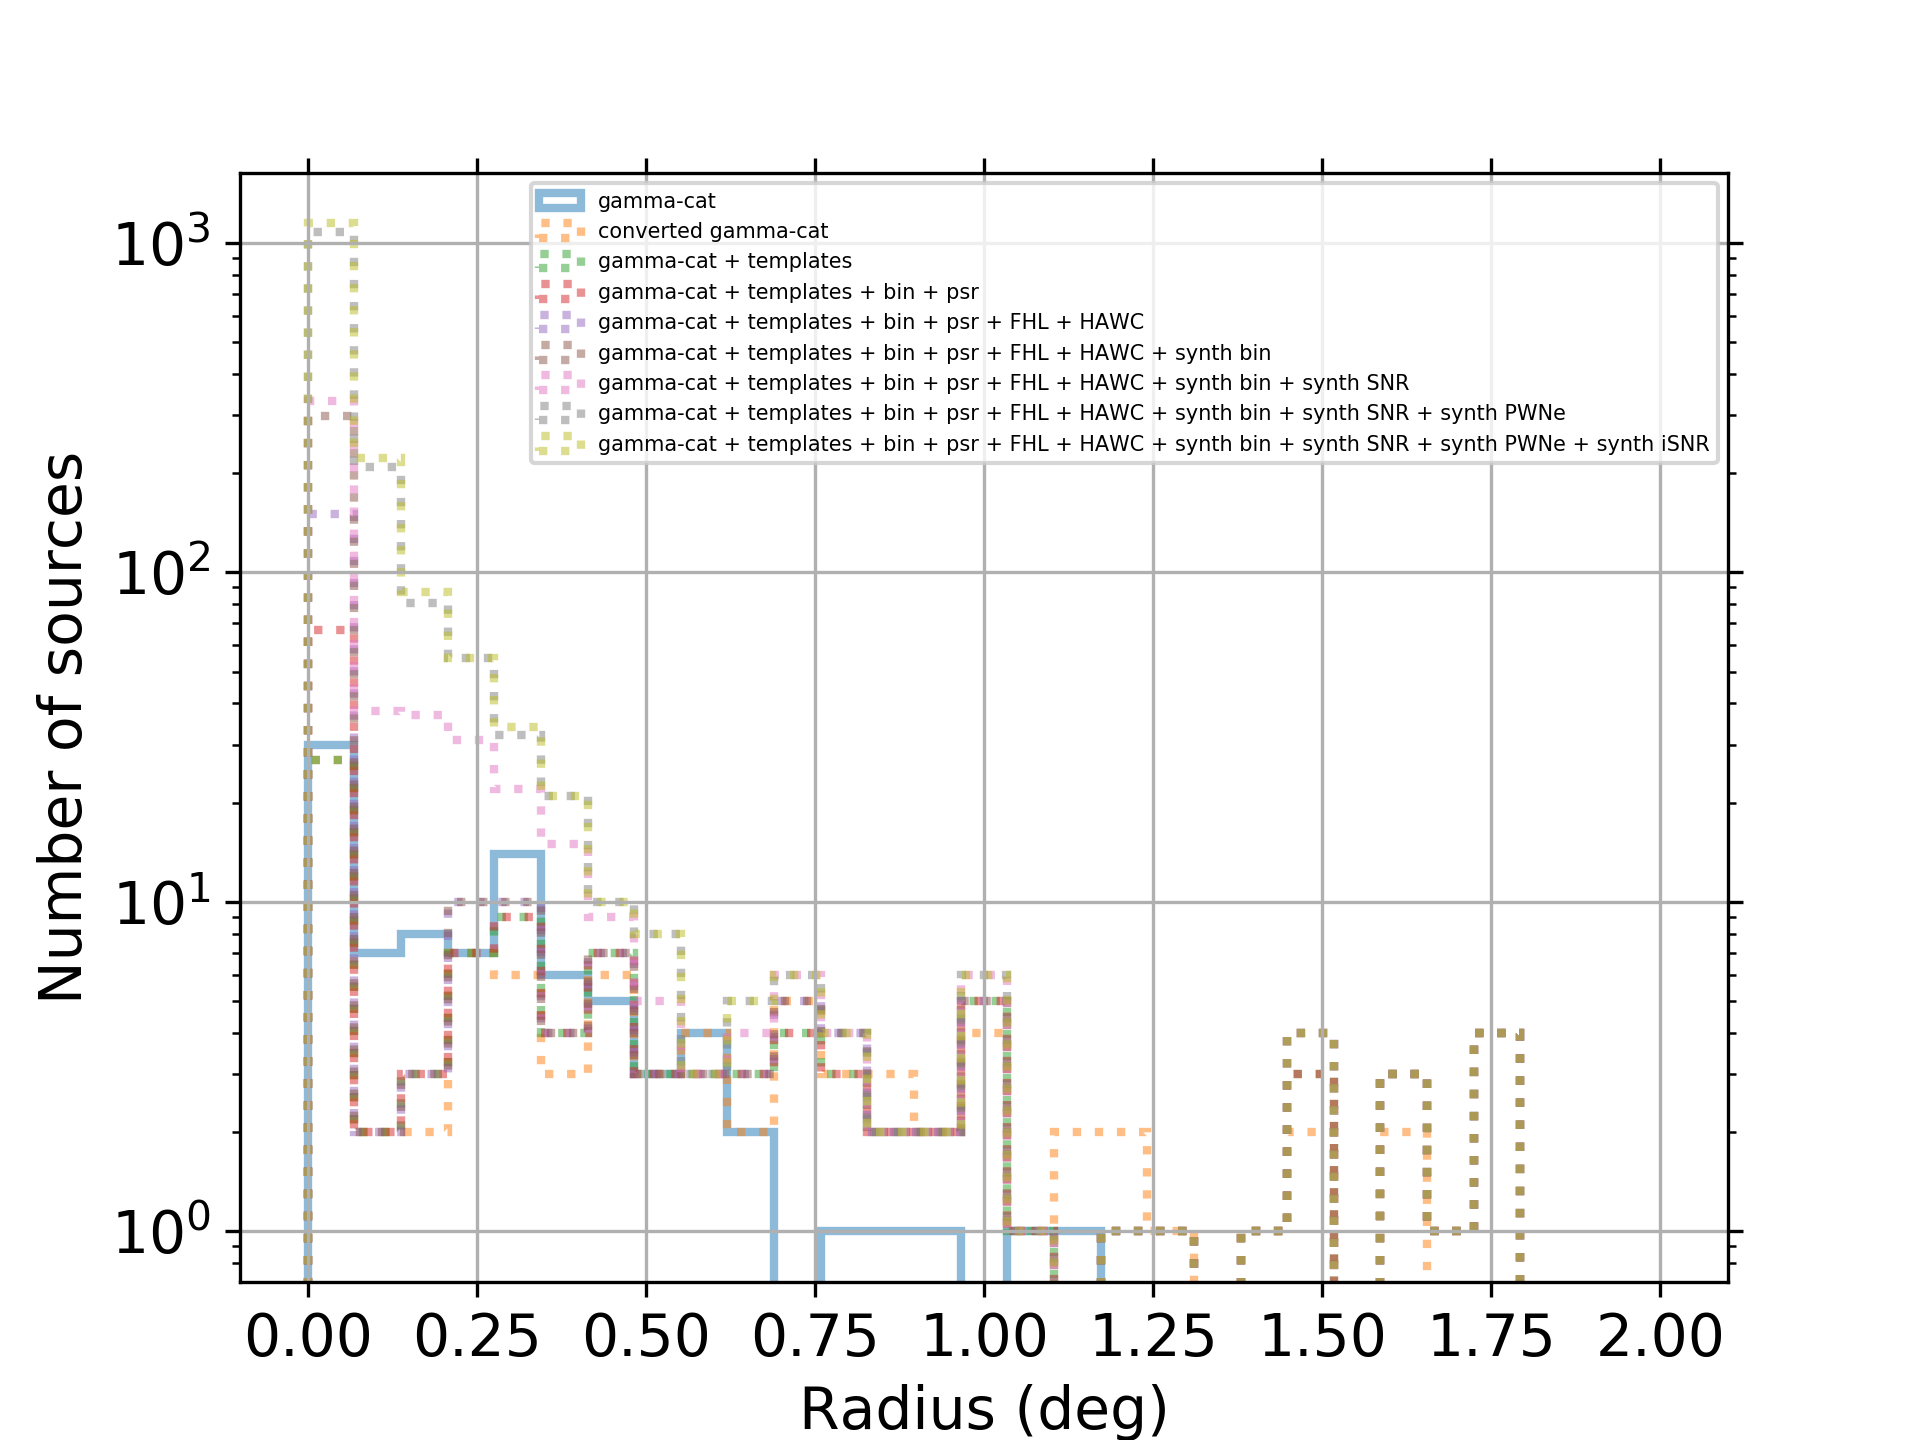 gamma-cat
converted gamma-cat
gamma-cat + templates
gamma-cat + templates + bin + psr
gamma-cat + templates + bin + psr + FHL + HAWC
gamma-cat + templates + bin + psr + FHL + HAWC + synth bin
gamma-cat + templates + bin + psr + FHL + HAWC + synth bin + synth SNR
gamma-cat + templates + bin + psr + FHL + HAWC + synth bin + synth SNR + synth PWNe
gamma-cat + templates + bin + psr + FHL + HAWC + synth bin + synth SNR + synth PWNe + synth iSNR
Number of sources
10³
10²
10¹
10⁰
0.00 0.25 0.50 0.75 1.00 1.25 1.50 1.75 2.00
Radius (deg)